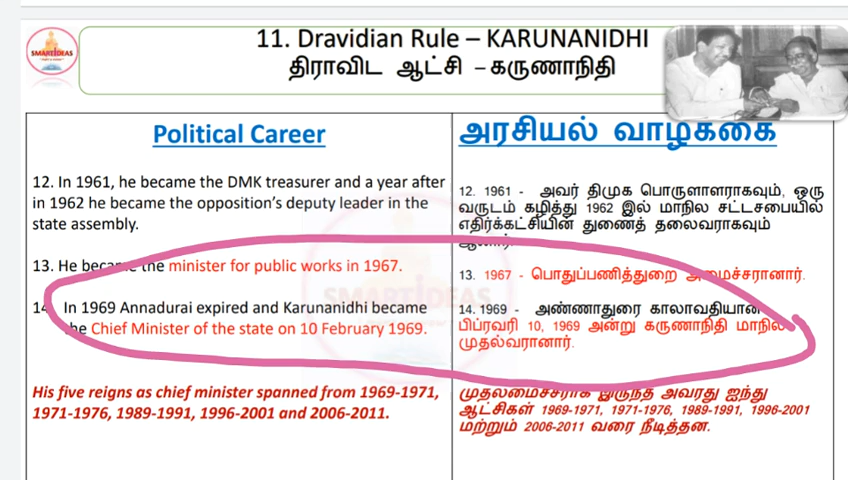 SMARTIDEAS
11. Dravidian Rule – KARUNANIDHI
திராவிட ஆட்சி – கருணாநிதி
Political Career
12. In 1961, he became the DMK treasurer and a year after
in 1962 he became the opposition's deputy leader in the
state assembly.
13. He became the minister for public works in 1967.
14. In 1969 Annadurai expired and Karunanidhi became
the Chief Minister of the state on 10 February 1969.
His five reigns as chief minister spanned from 1969-1971,
1971-1976, 1989-1991, 1996-2001 and 2006-2011.
அரசியல் வாழ்க்கை
12. 1961 - அவர் திமுக பொருளாளராகவும், ஒரு
வருடம் கழித்து 1962 இல் மாநில சட்டசபையில்
எதிர்க்கட்சியின் துணைத் தலைவராகவும்
ஆனார்.
13. 1967 - பொதுப்பணித்துறை அமைச்சரானார்.
14. 1969 - அண்ணாதுரை
பிப்ரவரி 10, 1969 அன்று கருணாநிதி மாநில
முதல்வரானார்.
முதலமைச்சராக இருந்த அவரது ஐந்து
ஆட்சிகள் 1969-1971, 1971-1976, 1989-1991, 1996-2001
மற்றும் 2006-2011 வரை நீடித்தன.
SMARTIDEAS